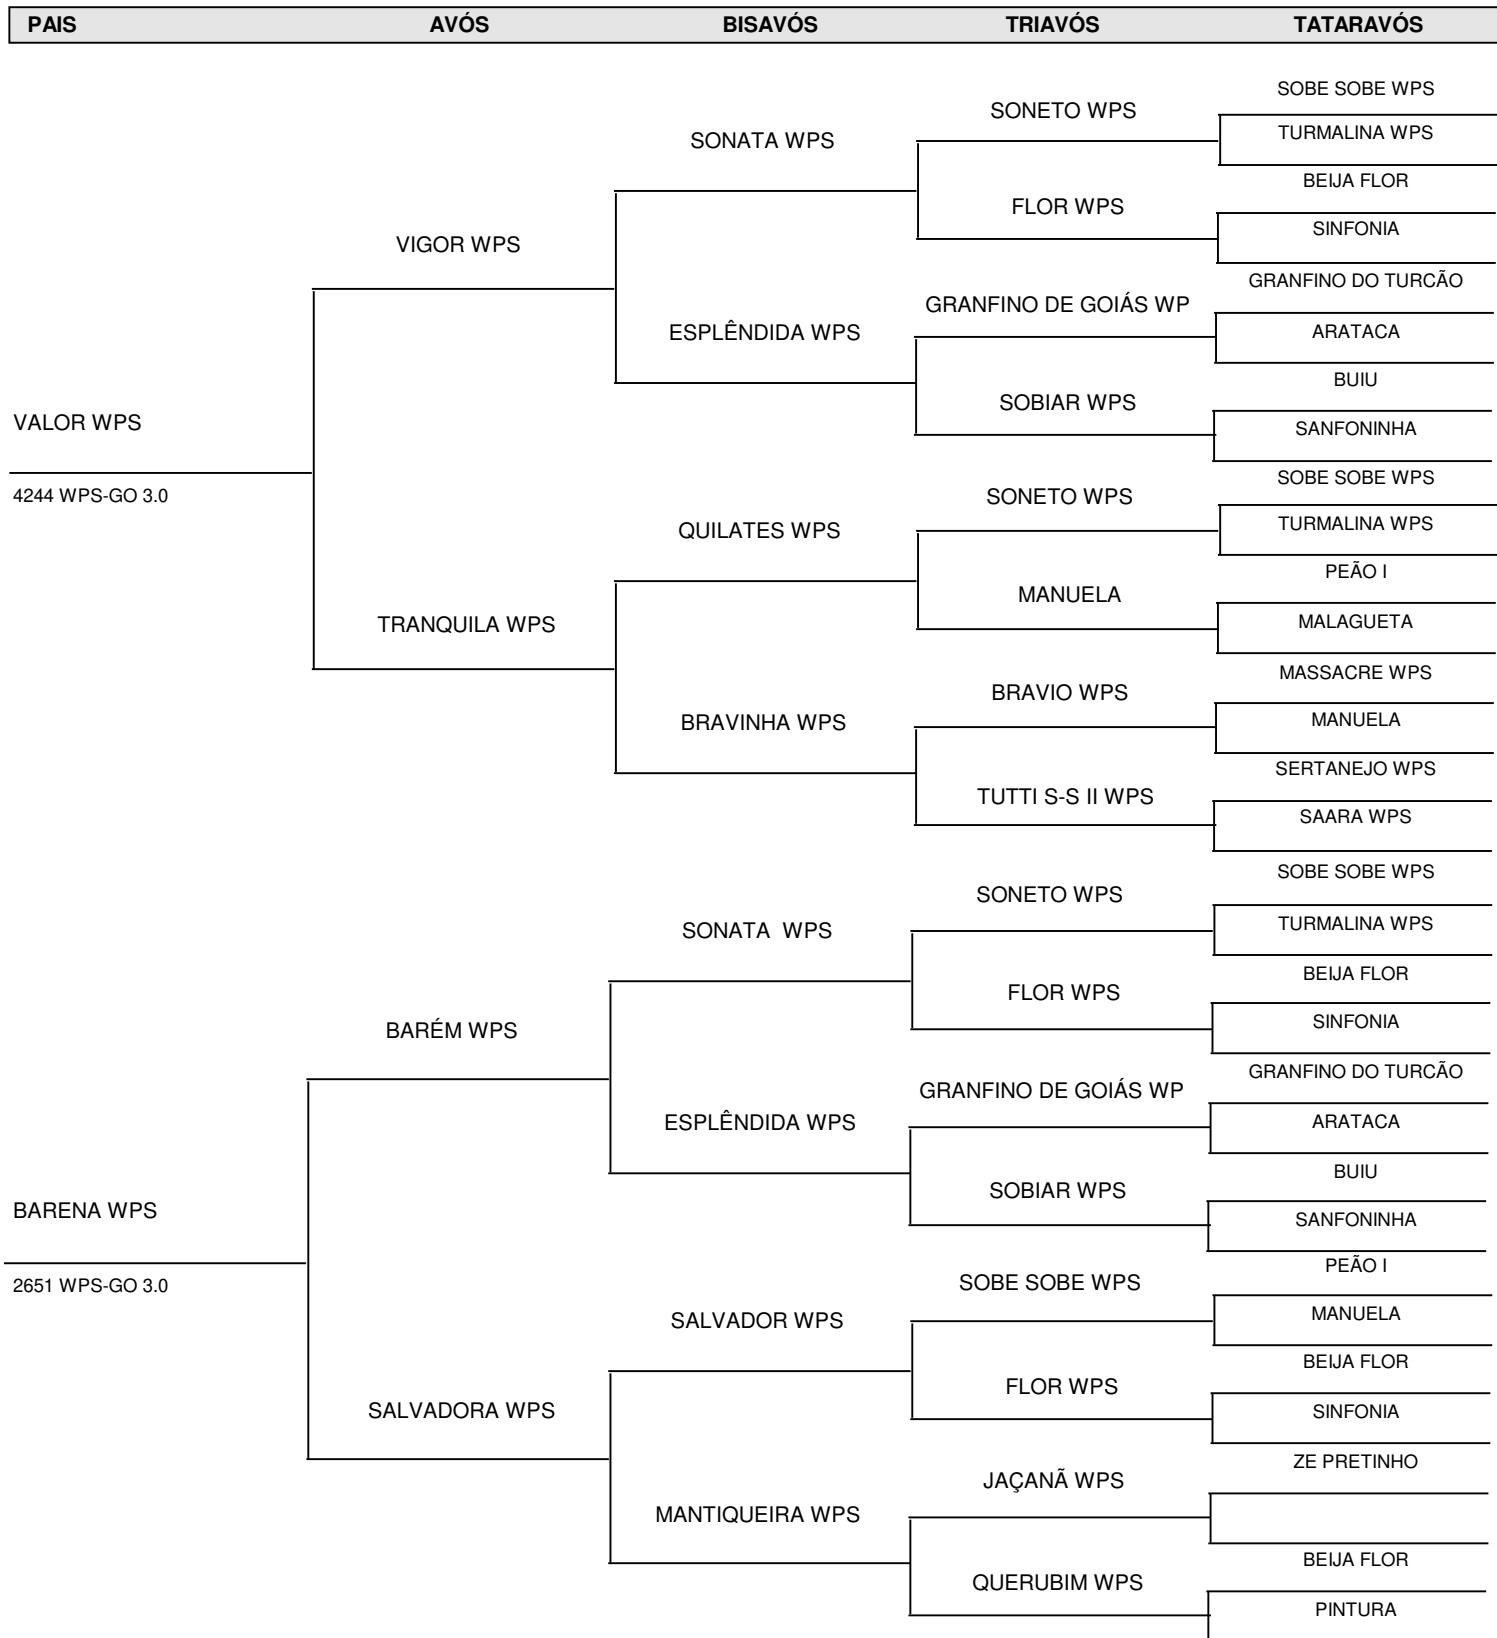 PAIS AVÓS BISAVÓS TRIAVÓS TATARAVÓS
SOBE SOBE WPS
SONETO WPS
TURMALINA WPS
SONATA WPS
BEIJA FLOR
FLOR WPS
SINFONIA
VIGOR WPS
GRANFINO DO TURCÃO
GRANFINO DE GOIÁS WP
ARATACA
ESPLÊNDIDA WPS
BUIU
SOBIAR WPS
VALOR WPS
SANFONINHA
SOBE SOBE WPS
4244 WPS-GO 3.0
SONETO WPS
TURMALINA WPS
QUILATES WPS
PEÃO I
MANUELA
MALAGUETA
TRANQUILA WPS
MASSACRE WPS
BRAVIO WPS
MANUELA
BRAVINHA WPS
SERTANEJO WPS
TUTTI S-S II WPS
SAARA WPS
SOBE SOBE WPS
SONETO WPS
TURMALINA WPS
SONATA WPS
BEIJA FLOR
FLOR WPS
SINFONIA
BARÉM WPS
GRANFINO DO TURCÃO
GRANFINO DE GOIÁS WP
ARATACA
ESPLÊNDIDA WPS
BUIU
SOBIAR WPS
BARENA WPS
SANFONINHA
PEÃO I
2651 WPS-GO 3.0
SOBE SOBE WPS
MANUELA
SALVADOR WPS
BEIJA FLOR
FLOR WPS
SALVADORA WPS
SINFONIA
ZE PRETINHO
JAÇANÃ WPS
MANTIQUEIRA WPS
BEIJA FLOR
QUERUBIM WPS
PINTURA